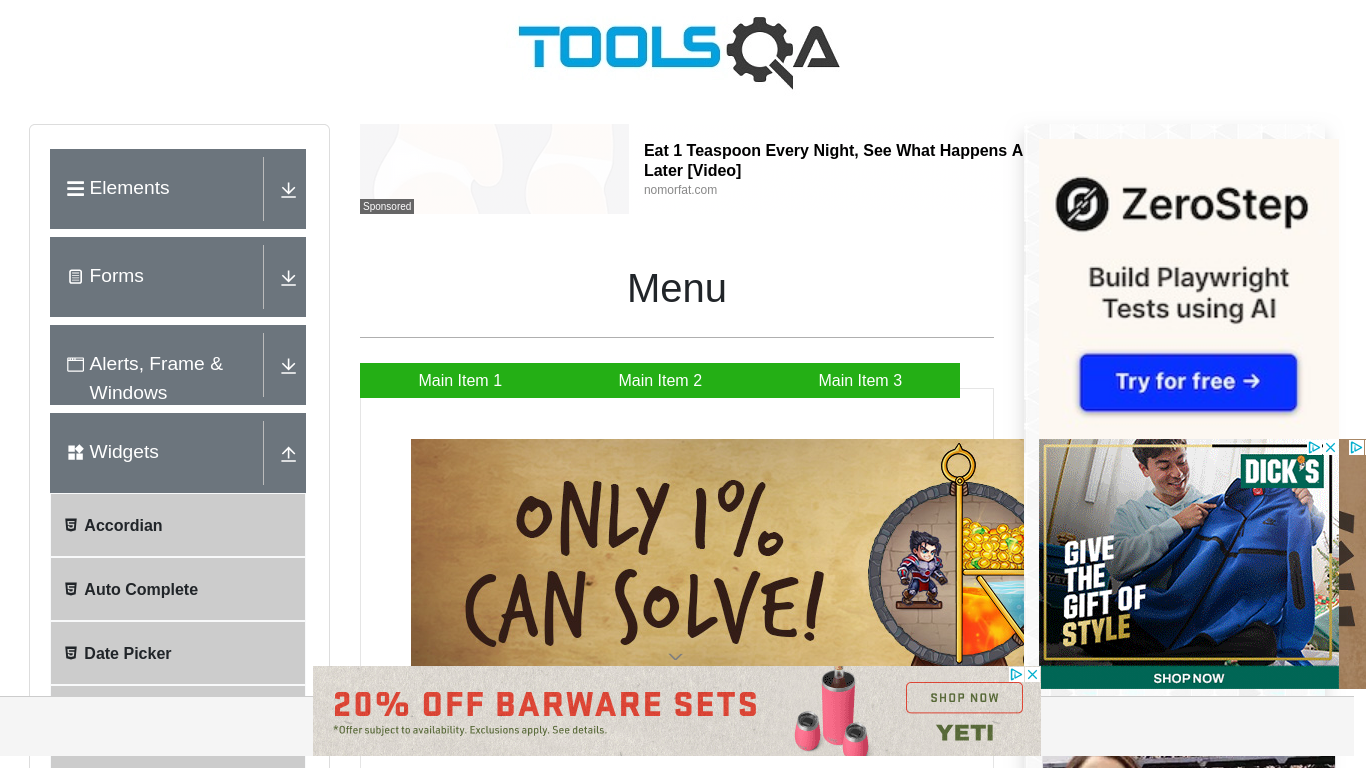 TOOLSQA
Elements
Forms
Alerts, Frame &
Windows
Widgets
Accordian
Auto Complete
Date Picker
Sponsored
Eat 1 Teaspoon Every Night, See What Happens A
Later [Video]
nomorfat.com
Menu
Main Item 1
Main Item 2
Main Item 3
ONLY 1%
CAN SOLVE!
ZeroStep
Build Playwright
Tests using AI
Try for free →
DICK'S
GIVE
THE
GIFT OF
STYLE
SHOP NOW
20% OFF BARWARE SETS
*Offer subject to availability. Exclusions apply. See details.
SHOP NOW
YETI